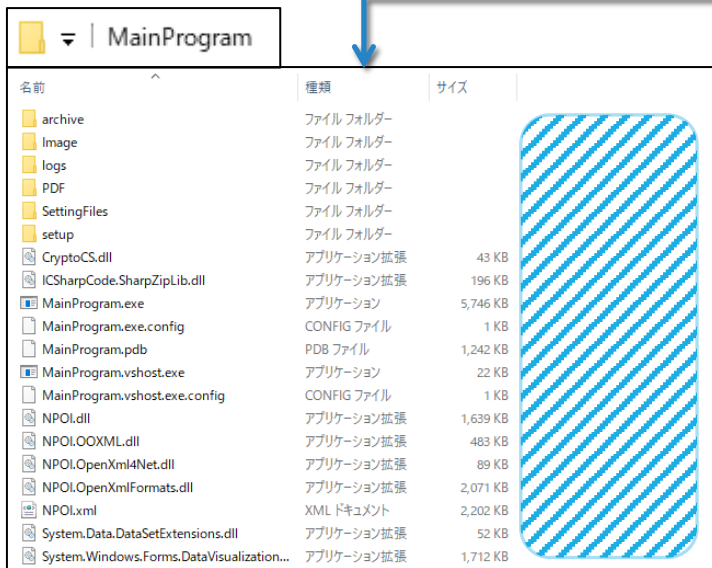 MainProgram
名前 種類 サイズ
archive ファイル フォルダー
Image ファイル フォルダー
logs ファイル フォルダー
PDF ファイル フォルダー
SettingFiles ファイル フォルダー
setup ファイル フォルダー
CryptoCS.dll アプリケーション拡張 43 KB
ICSharpCode.SharpZipLib.dll アプリケーション拡張 196 KB
MainProgram.exe アプリケーション 5,746 KB
MainProgram.exe.config CONFIG ファイル 1 KB
MainProgram.pdb PDB ファイル 1,242 KB
MainProgram.vshost.exe アプリケーション 22 KB
MainProgram.vshost.exe.config CONFIG ファイル 1 KB
NPOI.dll アプリケーション拡張 1,639 KB
NPOI.OOXML.dll アプリケーション拡張 483 KB
NPOI.OpenXml4Net.dll アプリケーション拡張 89 KB
NPOI.OpenXmlFormats.dll アプリケーション拡張 2,071 KB
NPOI.xml XML ドキュメント 2,202 KB
System.Data.DataSetExtensions.dll アプリケーション拡張 52 KB
System.Windows.Forms.DataVisualization... アプリケーション拡張 1,712 KB